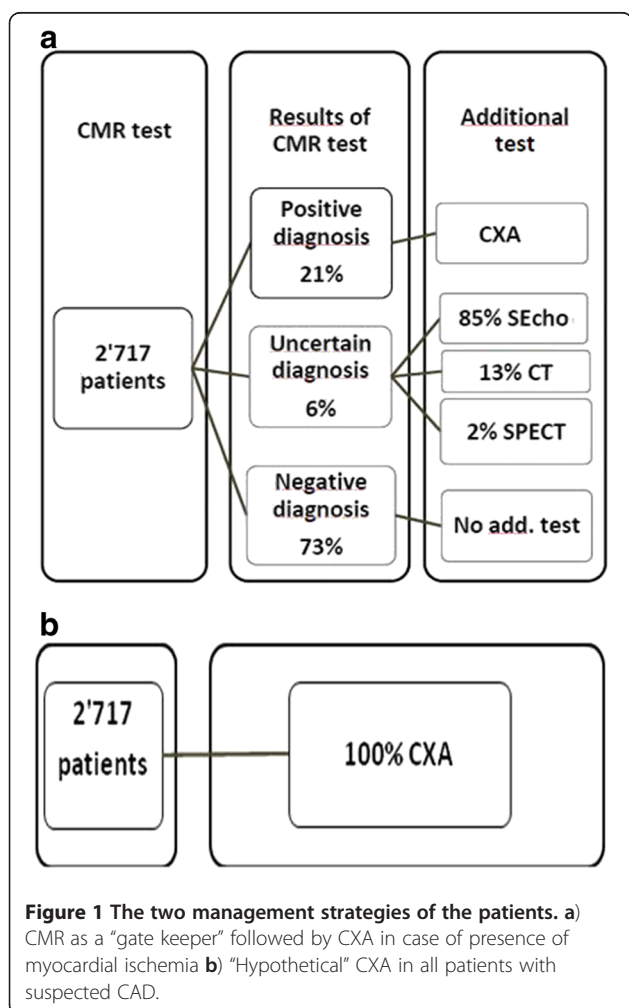 a
CMR test
2'717
patients
Results of
CMR test
Positive
diagnosis
21%
Uncertain
diagnosis
6%
Negative
diagnosis
73%
Additional
test
CXA
85% SEcho
13% CT
2% SPECT
No add. test
b
2'717
patients
100% CXA
Figure 1 The two management strategies of the patients. a)
CMR as a “gate keeper” followed by CXA in case of presence of
myocardial ischemia b) “Hypothetical” CXA in all patients with
suspected CAD.